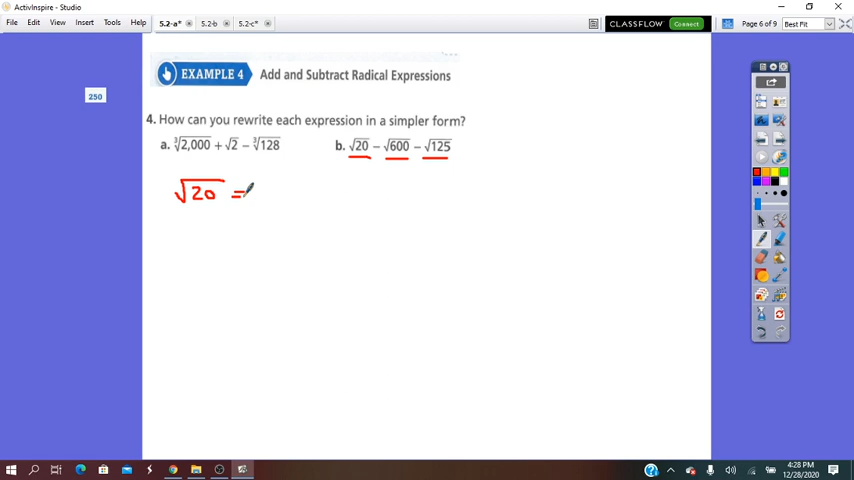 ActivInspire - Studio
File Edit View Insert Tools Help
5.2-a* 5.2-b 5.2-c*
CLASSFLOW Connect
Page 6 of 9
Best Fit
EXAMPLE 4 Add and Subtract Radical Expressions
250
4. How can you rewrite each expression in a simpler form?
a. ∛2,000 + √2 − ∛128 b. √20 − √600 − √125
√20 =
4:28 PM
12/28/2020